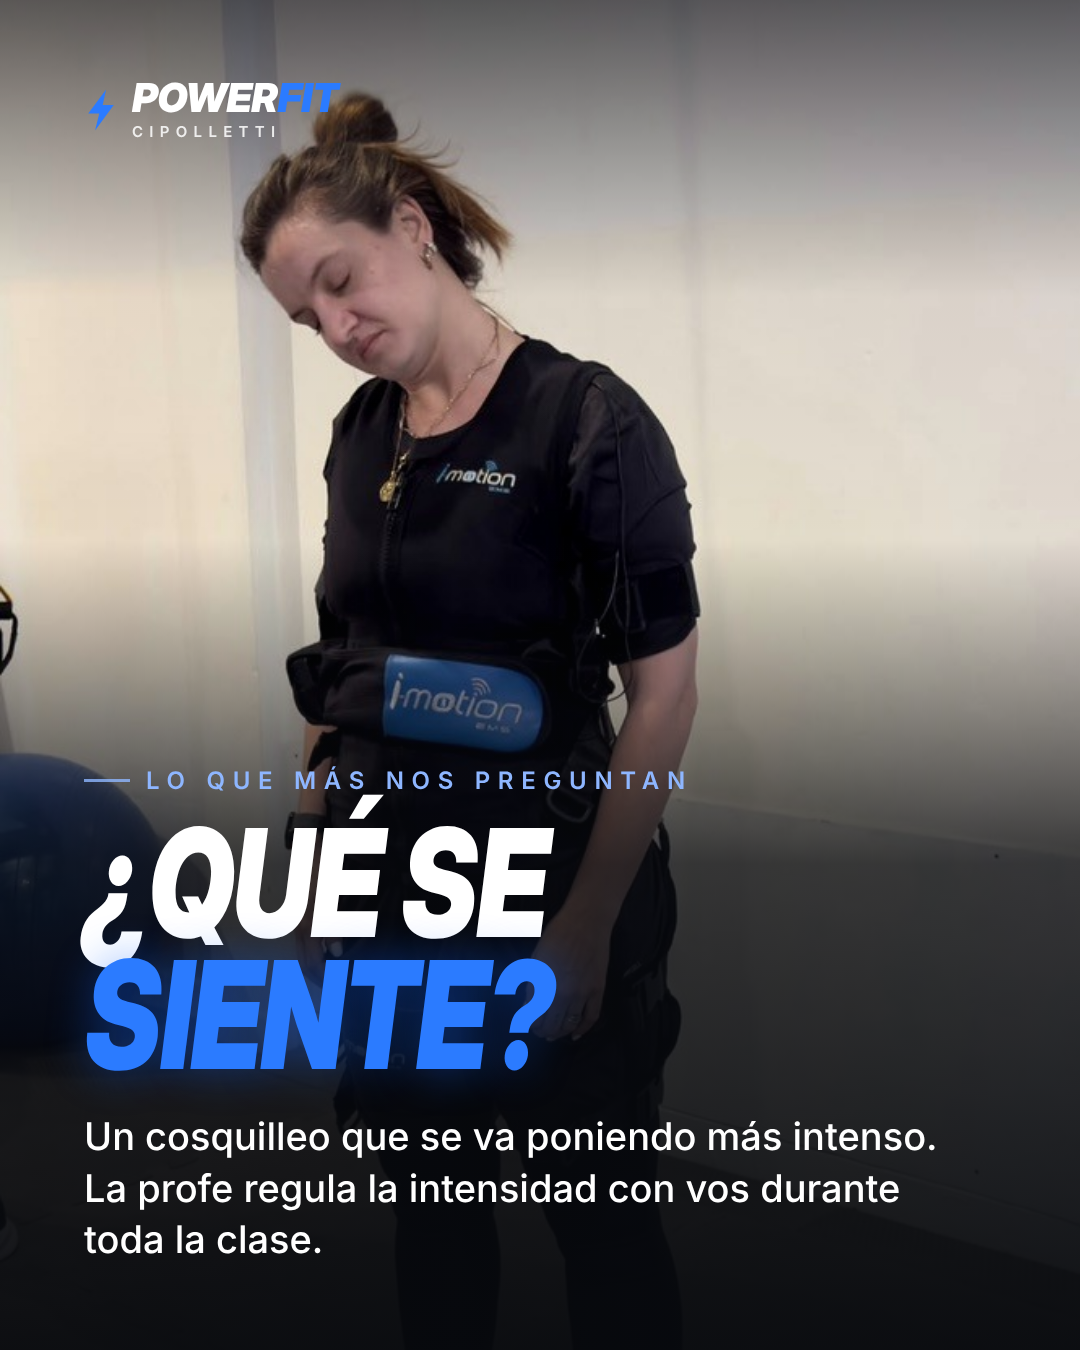 POWERFIT
CIPOLLETTI
i-motion
EMS
i-motion
EMS
LO QUE MÁS NOS PREGUNTAN
¿QUÉ SE
SIENTE?
Un cosquilleo que se va poniendo más intenso.
La profe regula la intensidad con vos durante
toda la clase.